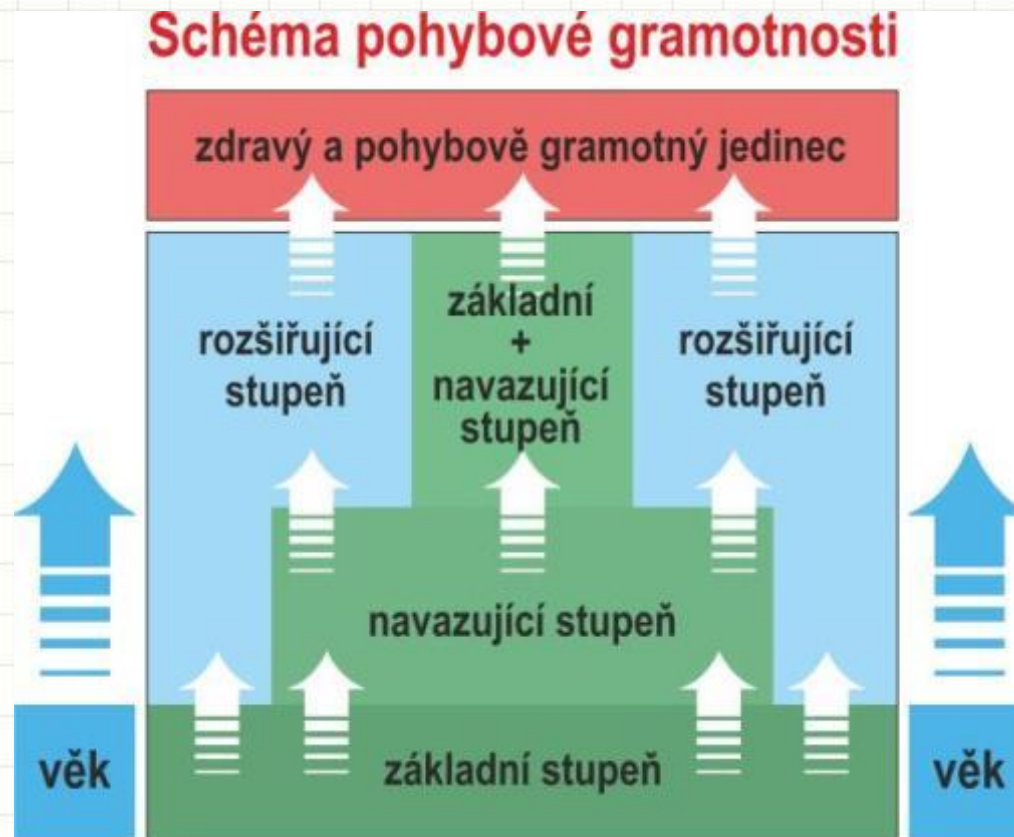 Schéma pohybové gramotnosti
zdravý a pohybově gramotný jedinec
rozšiřující
stupeň
základní
+
navazující
stupeň
rozšiřující
stupeň
navazující stupeň
věk
základní stupeň
věk